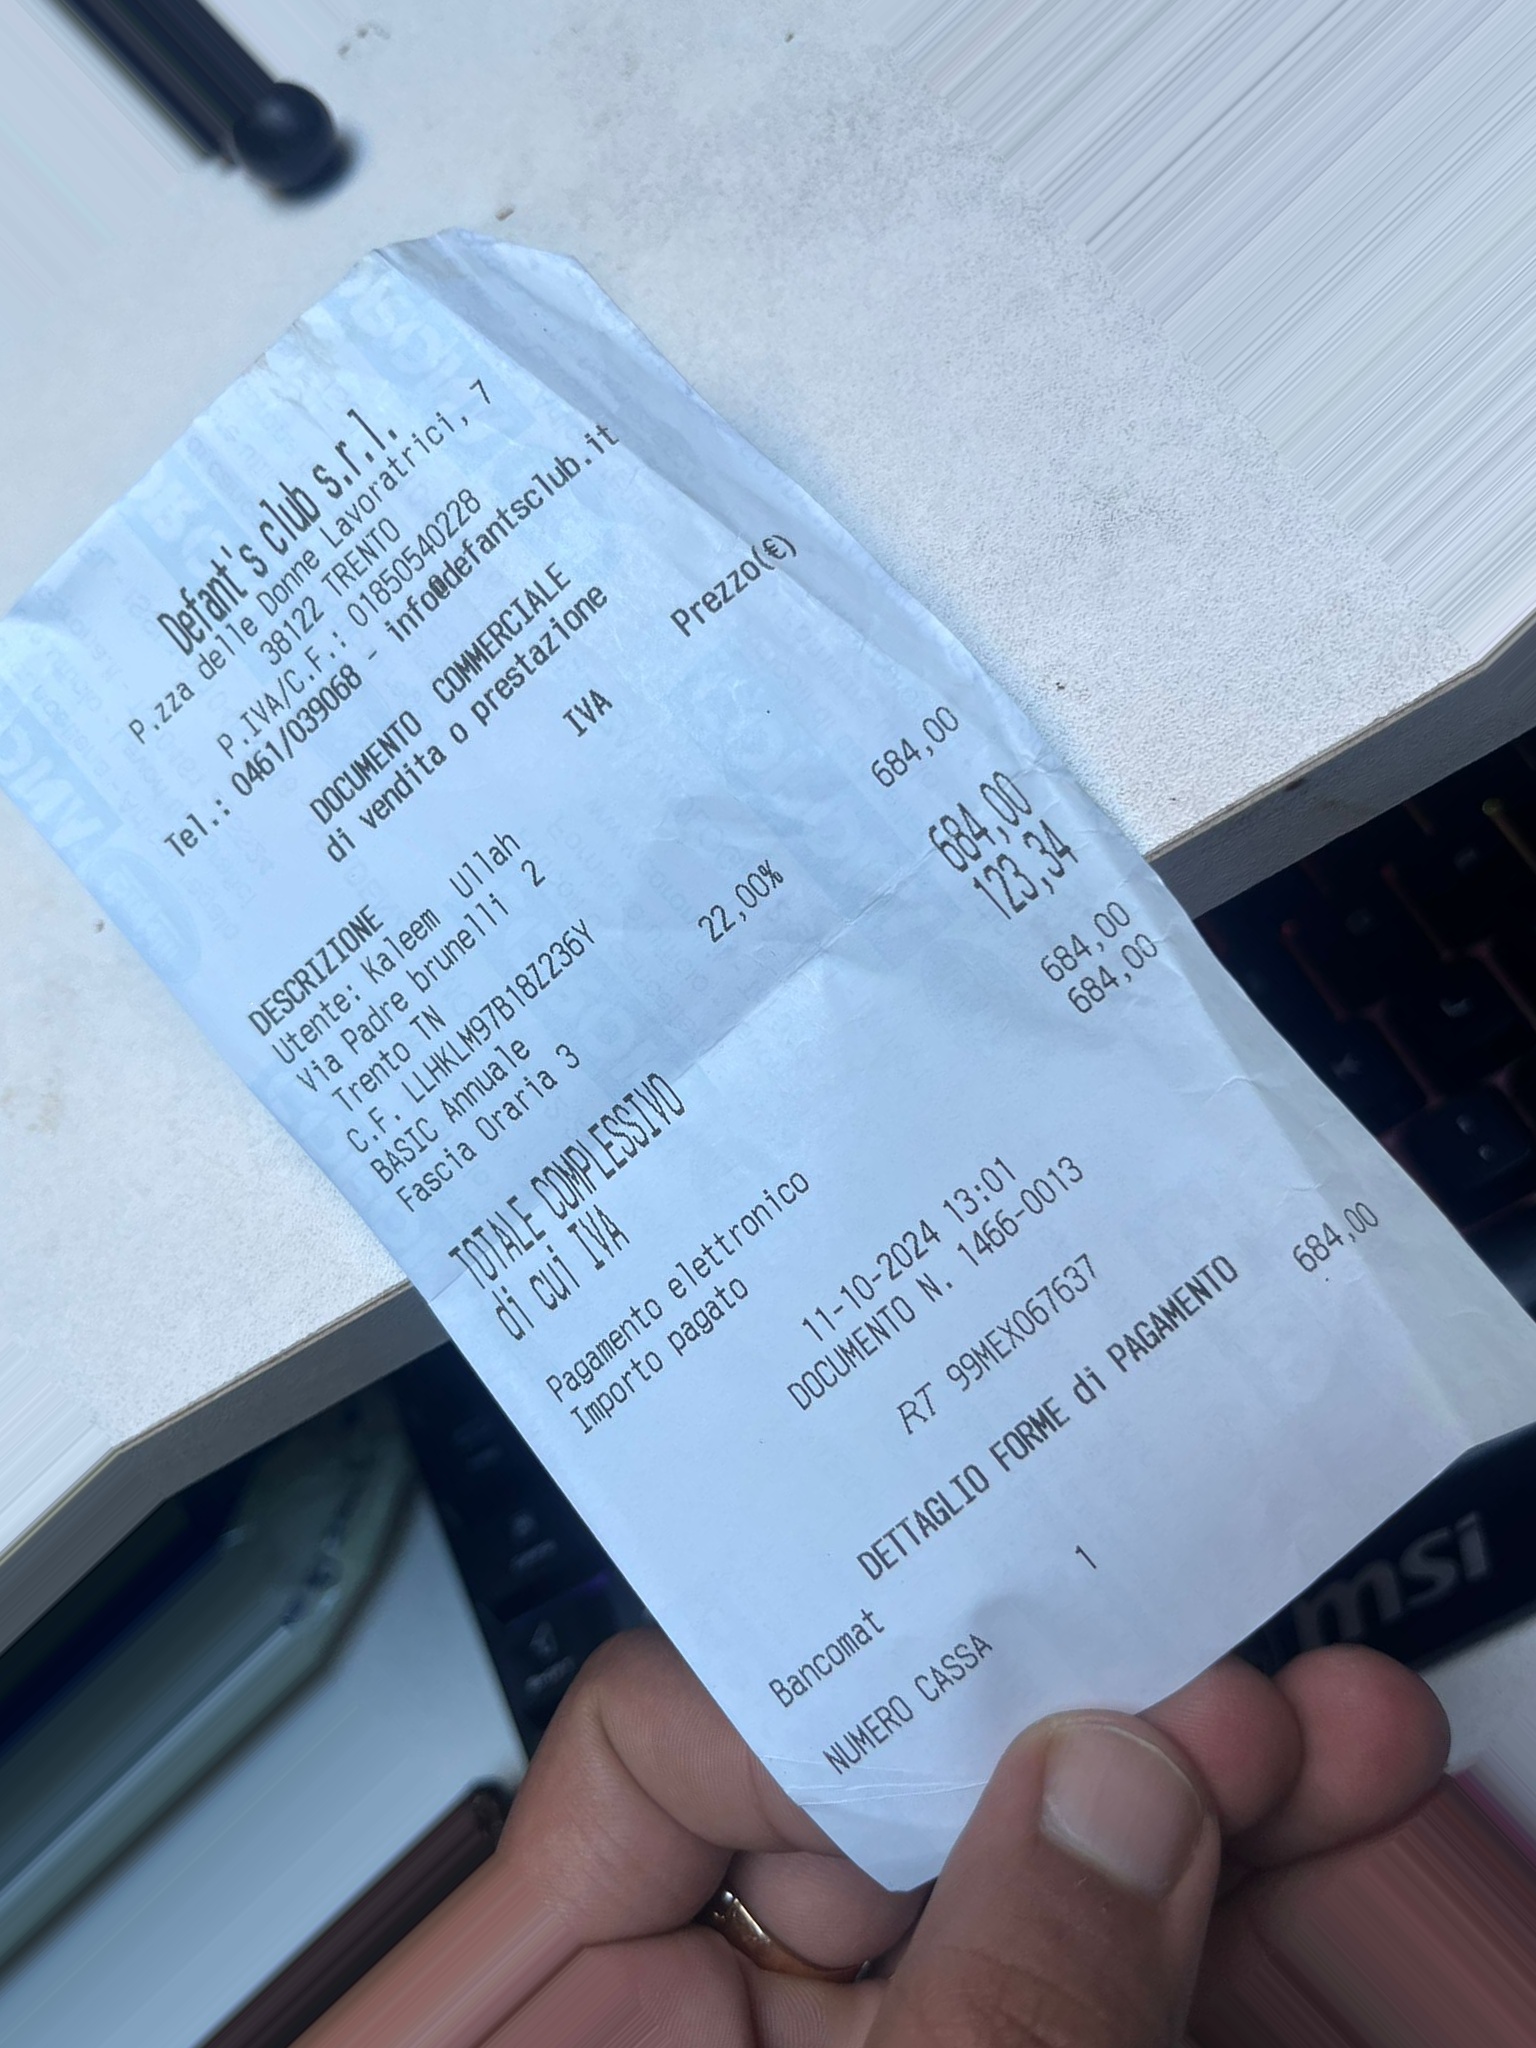 Defant's club s.r.l.
P.zza delle Donne Lavoratrici, 7
38122 TRENTO
P.IVA/C.F.: 01850540228
Tel.: 0461/039068 - info@defantsclub.it
DOCUMENTO COMMERCIALE
di vendita o prestazione
DESCRIZIONE IVA Prezzo(€)
Utente: Kaleem Ullah
Via Padre brunelli 2
Trento TN
C.F. LLHKLM97B18Z236Y
BASIC Annuale 22,00% 684,00
Fascia Oraria 3
TOTALE COMPLESSIVO 684,00
di cui IVA 123,34
Pagamento elettronico 684,00
Importo pagato 684,00
11-10-2024 13:01
DOCUMENTO N. 1466-0013
RT 99MEX067637
DETTAGLIO FORME di PAGAMENTO
Bancomat 684,00
NUMERO CASSA 1
msi